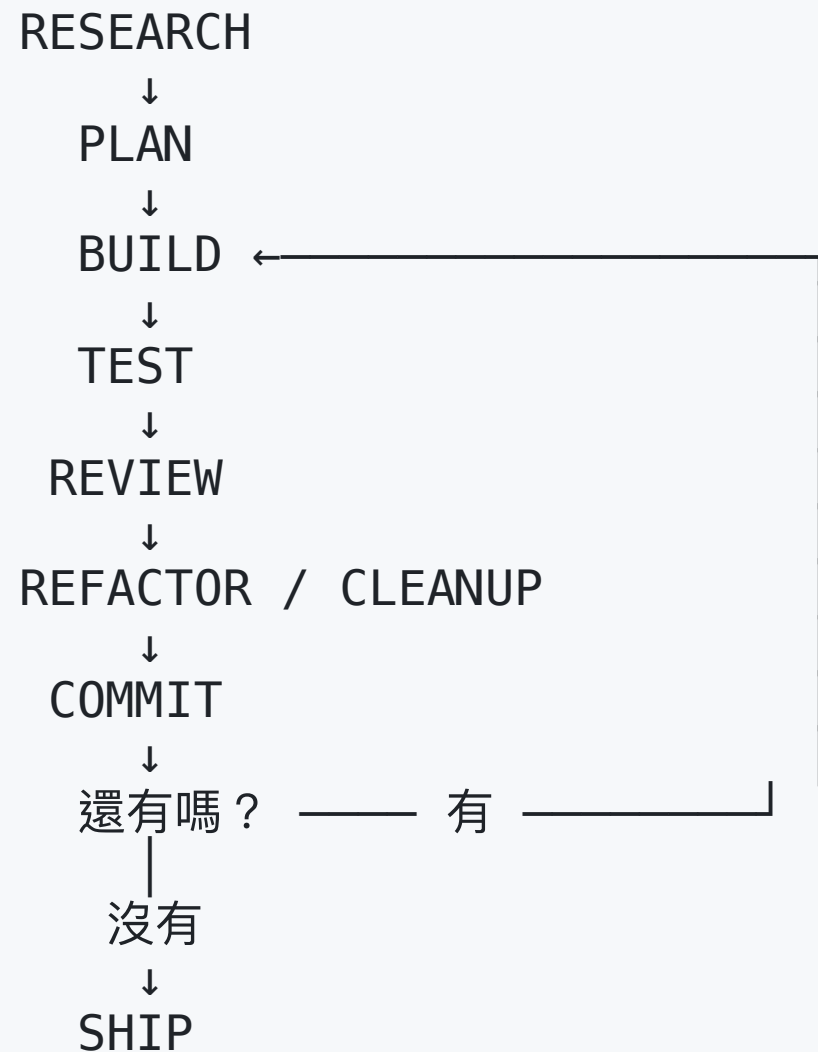 RESEARCH
↓
PLAN
↓
BUILD ←
↓
TEST
↓
REVIEW
↓
REFACTOR / CLEANUP
↓
COMMIT
↓
還有嗎？ 有
沒有
↓
SHIP